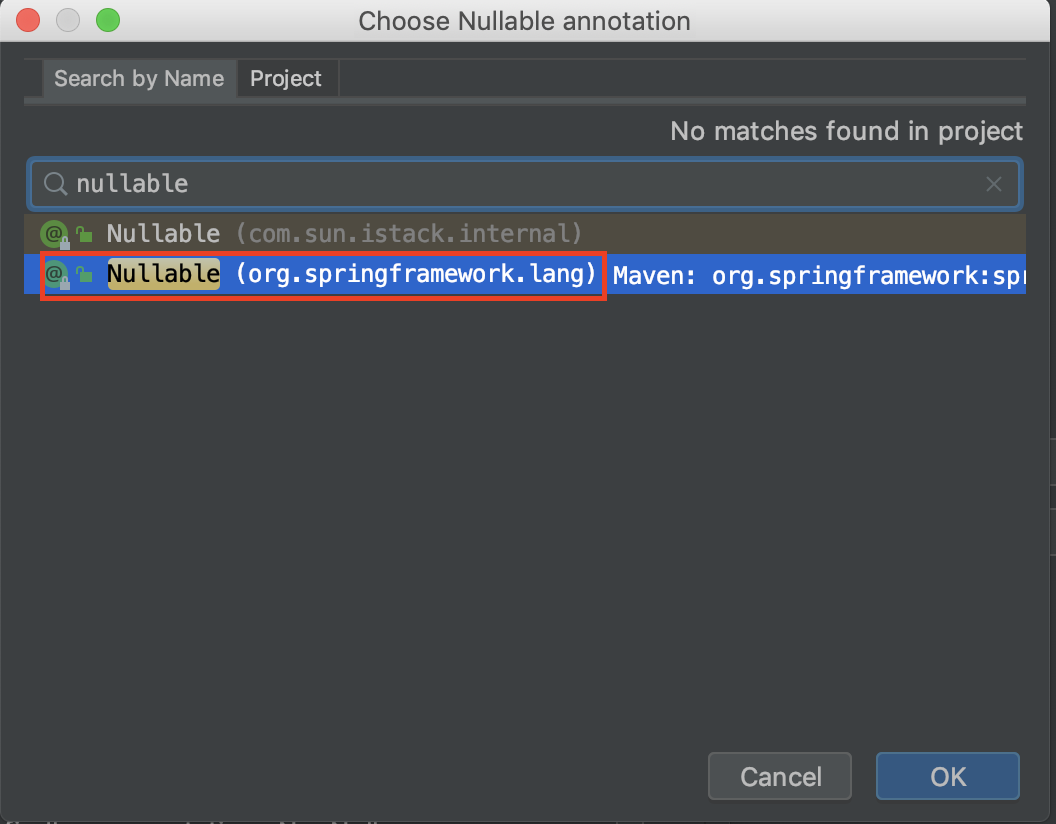 Choose Nullable annotation
Search by Name Project
No matches found in project
nullable
@ Nullable (com.sun.istack.internal)
@ Nullable (org.springframework.lang) Maven: org.springframework:spr
Cancel OK